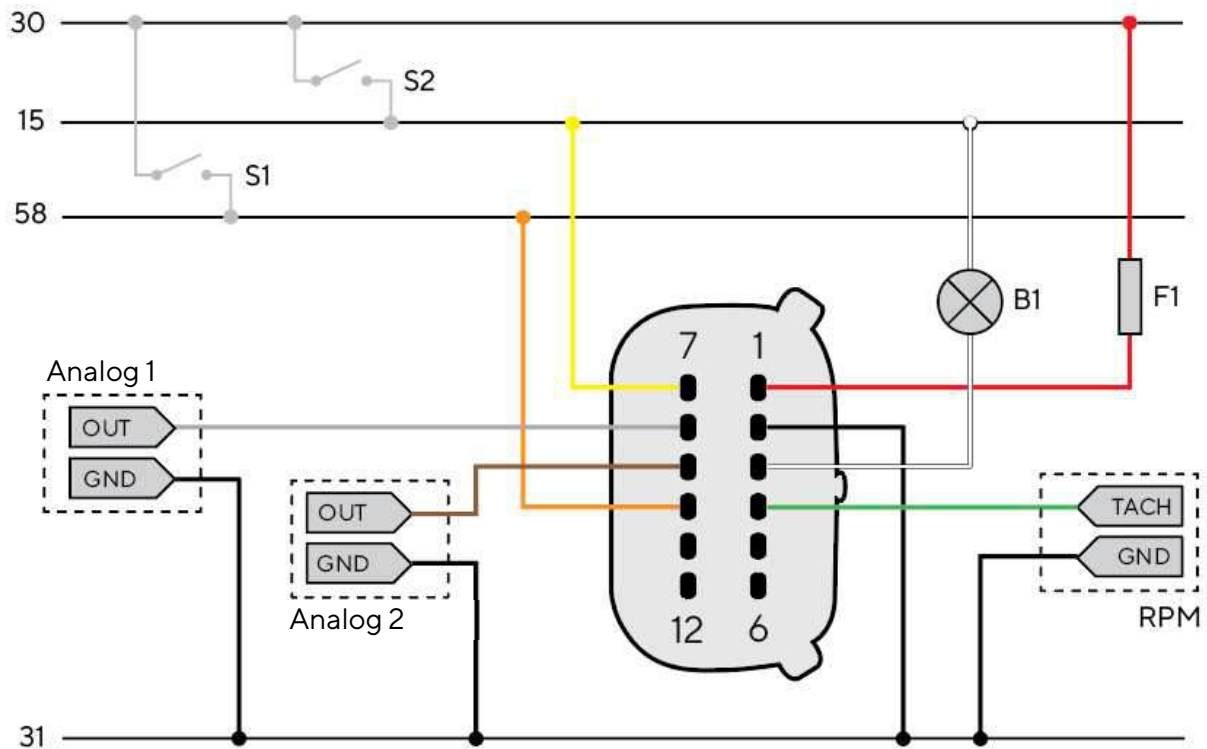 30
S2
15
S1
58
B1
F1
7 1
Analog 1
OUT
GND
OUT
GND
Analog 2
TACH
GND
RPM
12 6
31